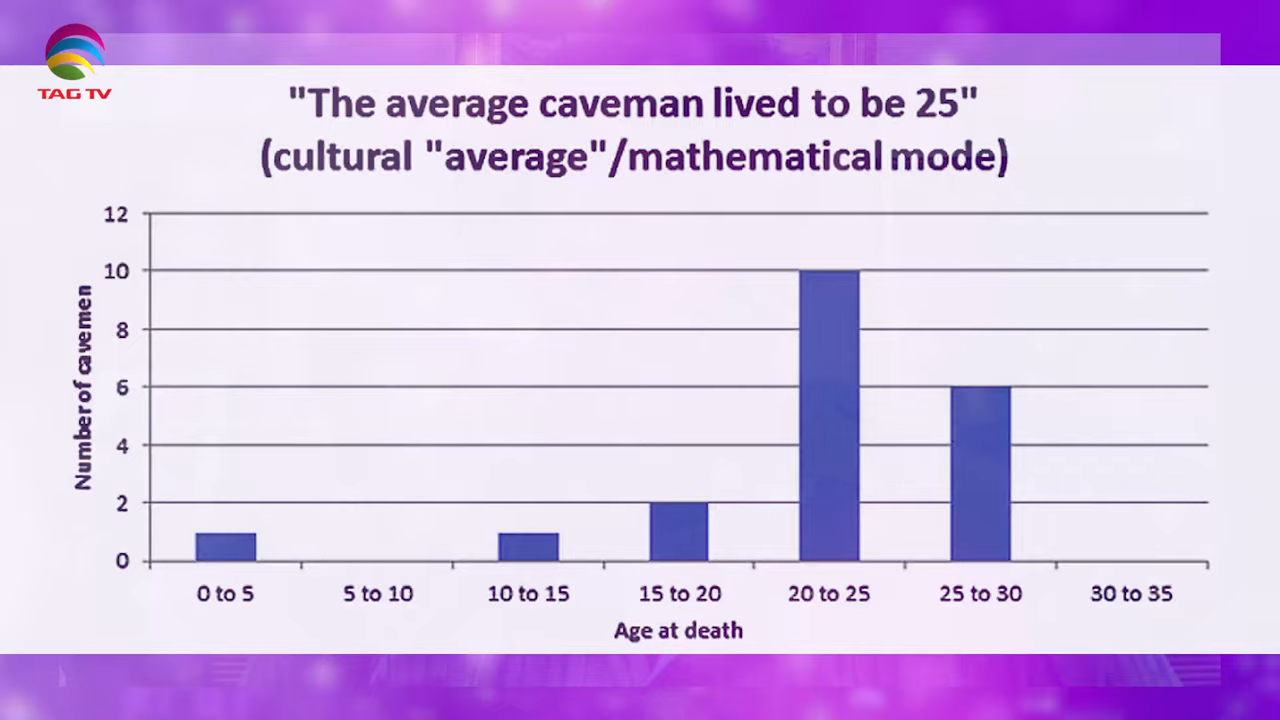 TAG TV
"The average caveman lived to be 25"
(cultural "average"/mathematical mode)
Number of cavemen
12
10
8
6
4
2
0
0 to 5 5 to 10 10 to 15 15 to 20 20 to 25 25 to 30 30 to 35
Age at death